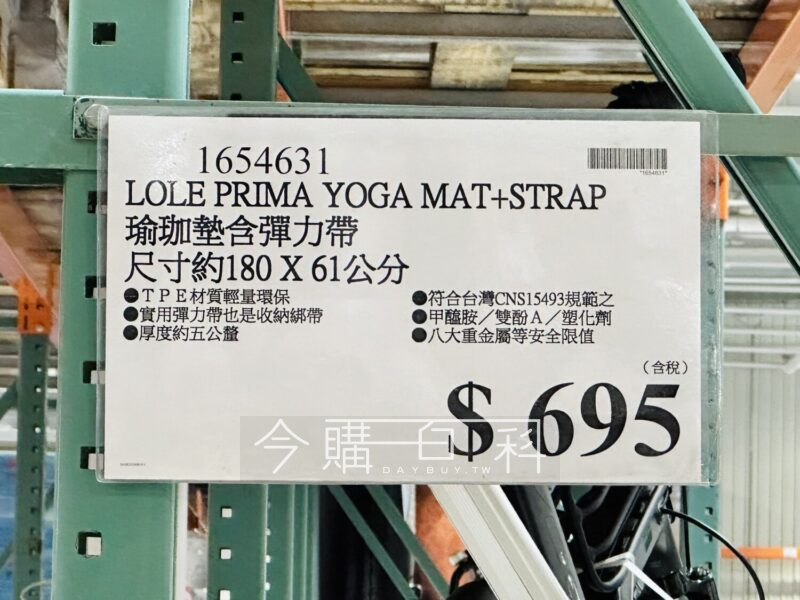 1654631
"1654631"
LOLE PRIMA YOGA MAT+STRAP
瑜珈墊含彈力帶
尺寸約180 X 61公分
●TPE材質輕量環保
●實用彈力帶也是收納綁帶
●厚度約五公釐
●符合台灣CNS15493規範之
●甲醯胺／雙酚A／塑化劑
●八大重金屬等安全限值
（含稅）
$ 695
今購百科
DAYBUY.TW